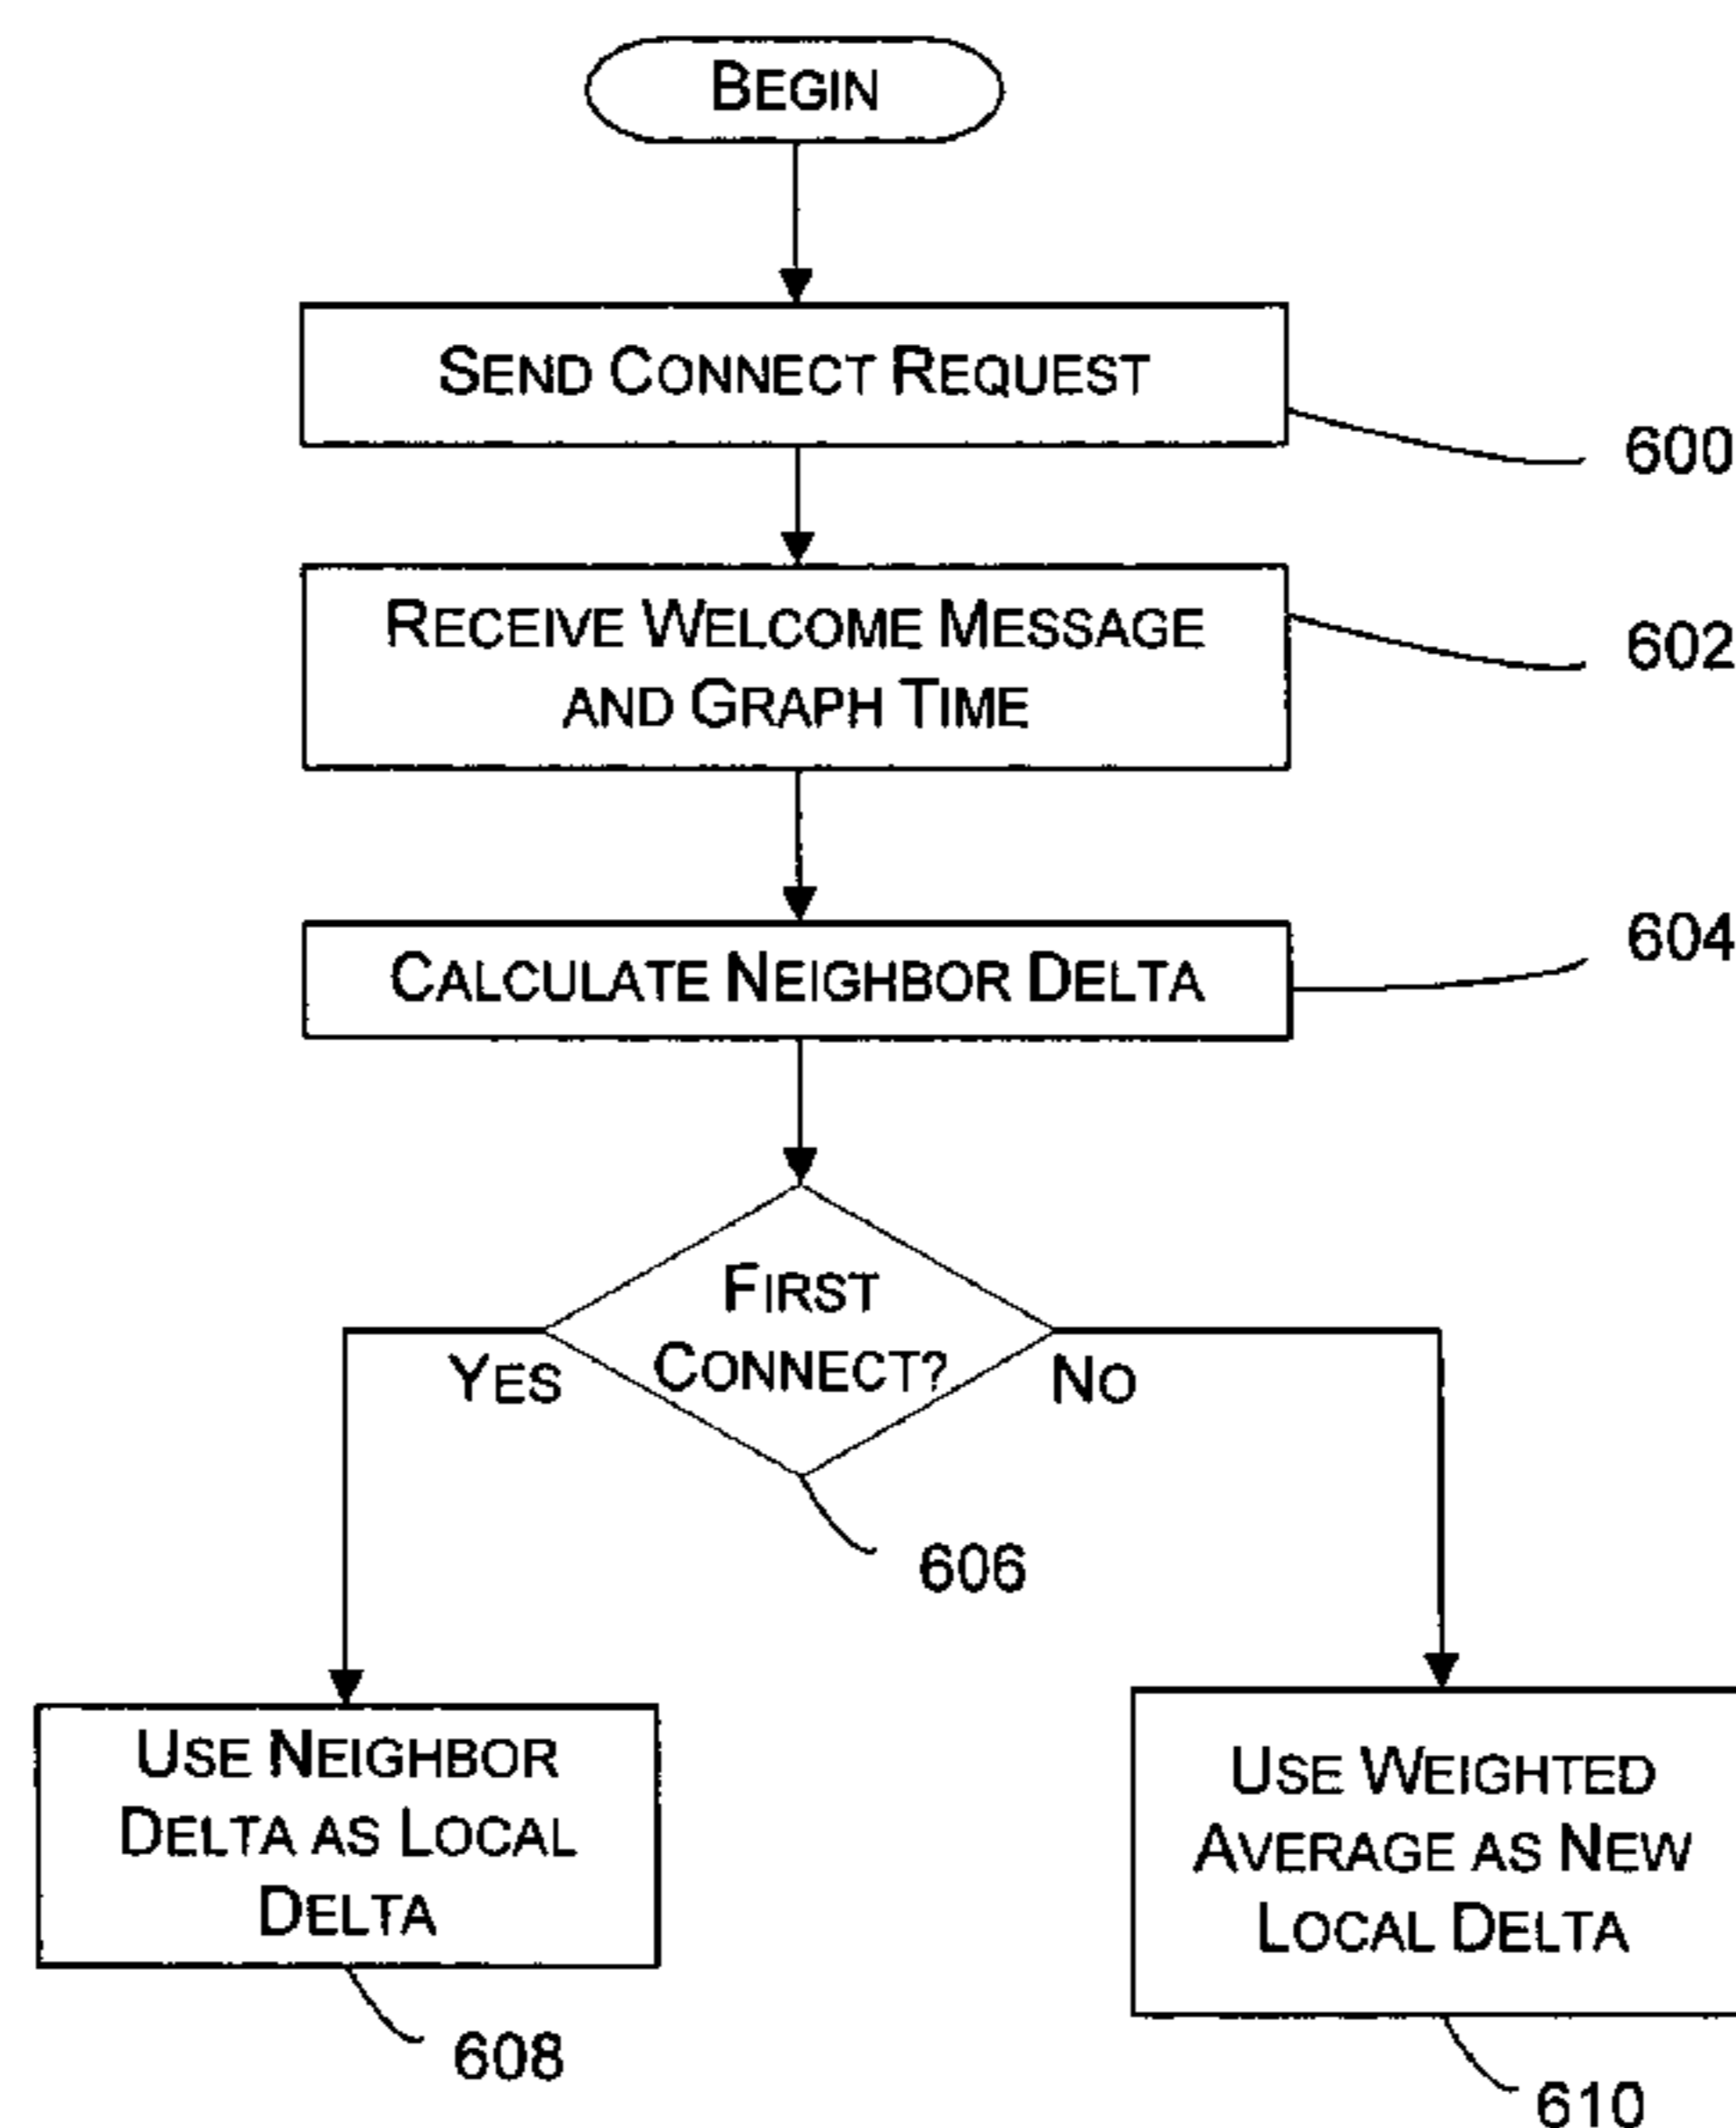 BEGIN
SEND CONNECT REQUEST
600
RECEIVE WELCOME MESSAGE
AND GRAPH TIME
602
CALCULATE NEIGHBOR DELTA
604
FIRST
CONNECT?
YES
NO
606
USE NEIGHBOR
DELTA AS LOCAL
DELTA
608
USE WEIGHTED
AVERAGE AS NEW
LOCAL DELTA
610